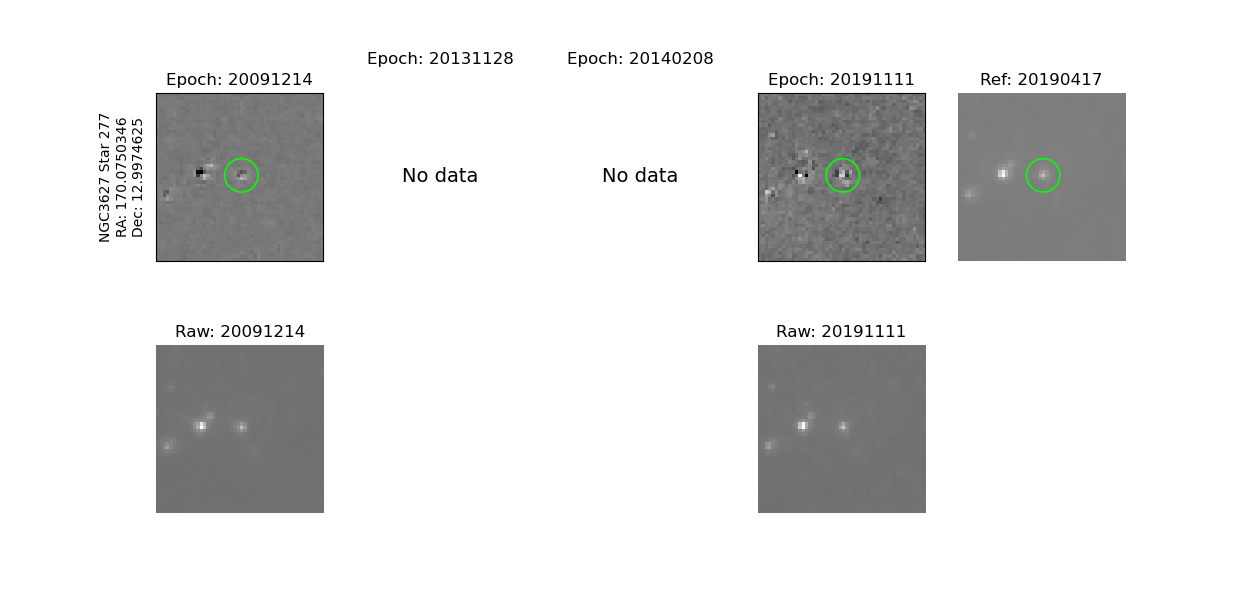 Epoch: 20131128
Epoch: 20140208
Epoch: 20091214
Epoch: 20191111
Ref: 20190417
NGC3627 Star 277
RA: 170.0750346
Dec: 12.9974625
No data
No data
Raw: 20091214
Raw: 20191111